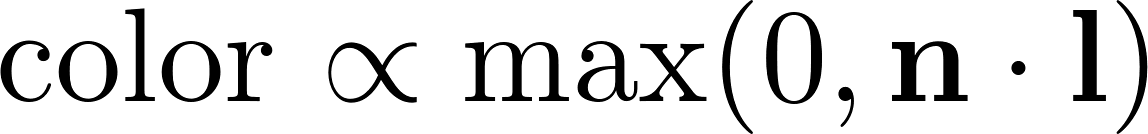 color ∝ max(0, n · l)